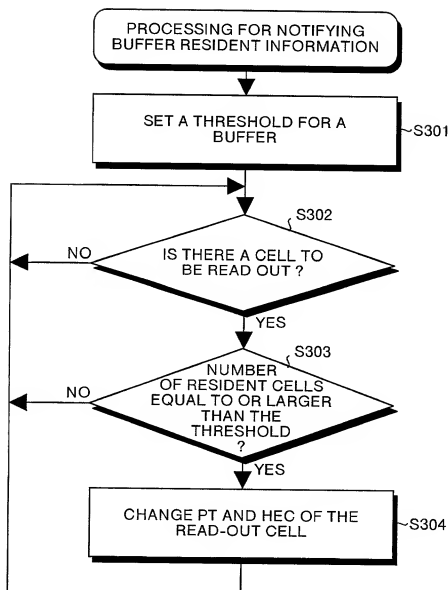 PROCESSING FOR NOTIFYING
BUFFER RESIDENT INFORMATION
SET A THRESHOLD FOR A
BUFFER
S301
S302
NO
IS THERE A CELL TO
BE READ OUT ?
YES
S303
NO
NUMBER
OF RESIDENT CELLS
EQUAL TO OR LARGER
THAN THE
THRESHOLD
?
YES
CHANGE PT AND HEC OF THE
READ-OUT CELL
S304